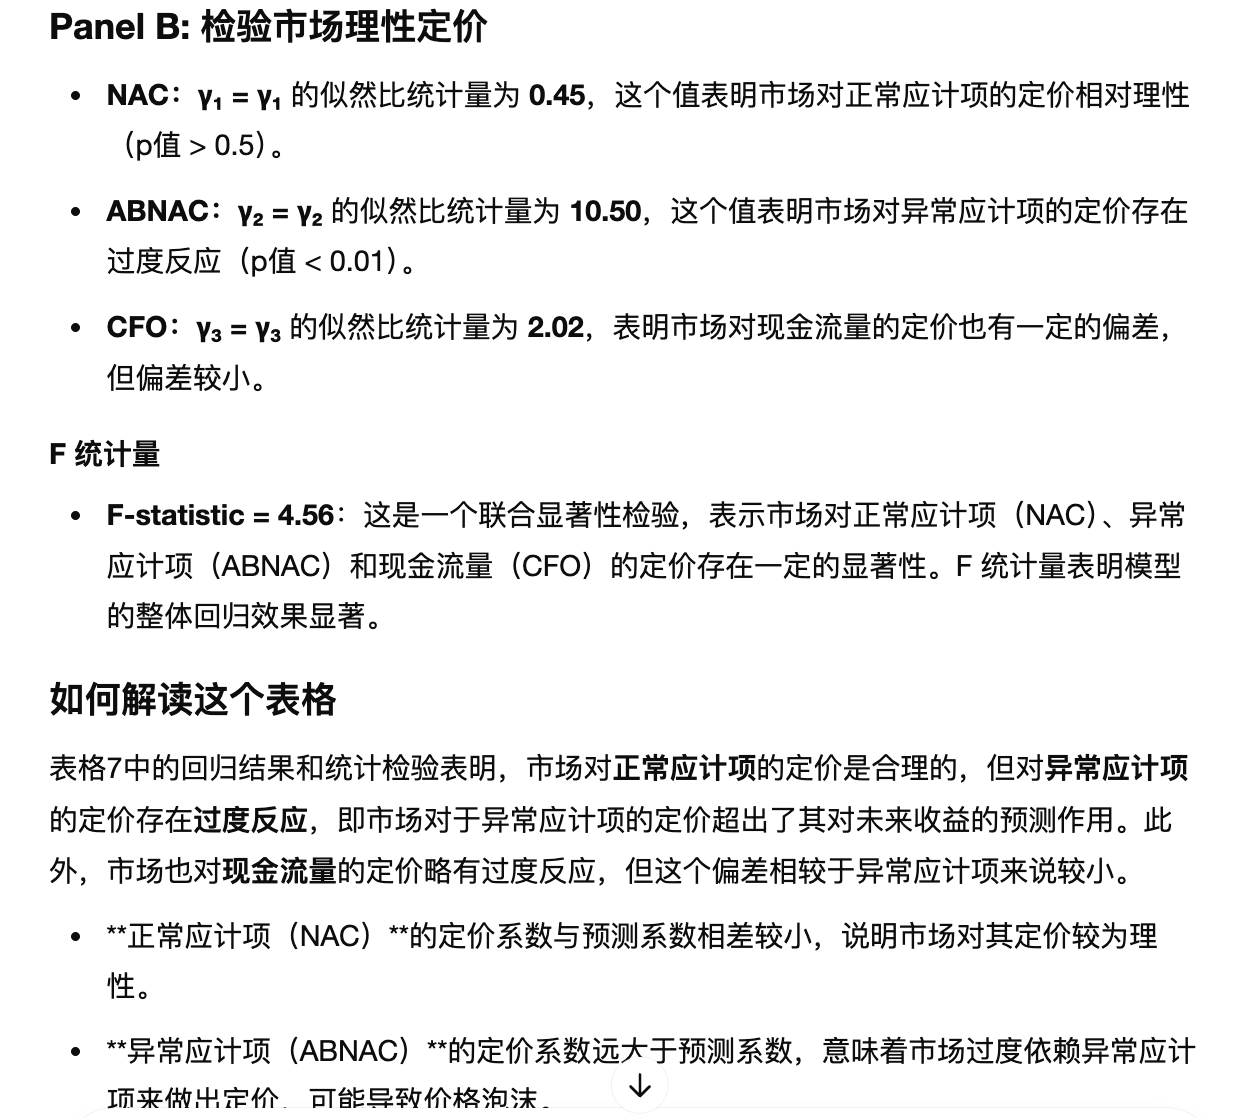 Panel B: 检验市场理性定价
• NAC：γ₁ = γ₁ 的似然比统计量为 0.45，这个值表明市场对正常应计项的定价相对理性
（p值 > 0.5）。
• ABNAC：γ₂ = γ₂ 的似然比统计量为 10.50，这个值表明市场对异常应计项的定价存在
过度反应（p值 < 0.01）。
• CFO：γ₃ = γ₃ 的似然比统计量为 2.02，表明市场对现金流量的定价也有一定的偏差，
但偏差较小。
F 统计量
• F-statistic = 4.56：这是一个联合显著性检验，表示市场对正常应计项（NAC）、异常
应计项（ABNAC）和现金流量（CFO）的定价存在一定的显著性。F 统计量表明模型
的整体回归效果显著。
如何解读这个表格
表格7中的回归结果和统计检验表明，市场对正常应计项的定价是合理的，但对异常应计项
的定价存在过度反应，即市场对于异常应计项的定价超出了其对未来收益的预测作用。此
外，市场也对现金流量的定价略有过度反应，但这个偏差相较于异常应计项来说较小。
• **正常应计项（NAC）**的定价系数与预测系数相差较小，说明市场对其定价较为理
性。
• **异常应计项（ABNAC）**的定价系数远大于预测系数，意味着市场过度依赖异常应计
项来做出定价，可能导致价格泡沫。